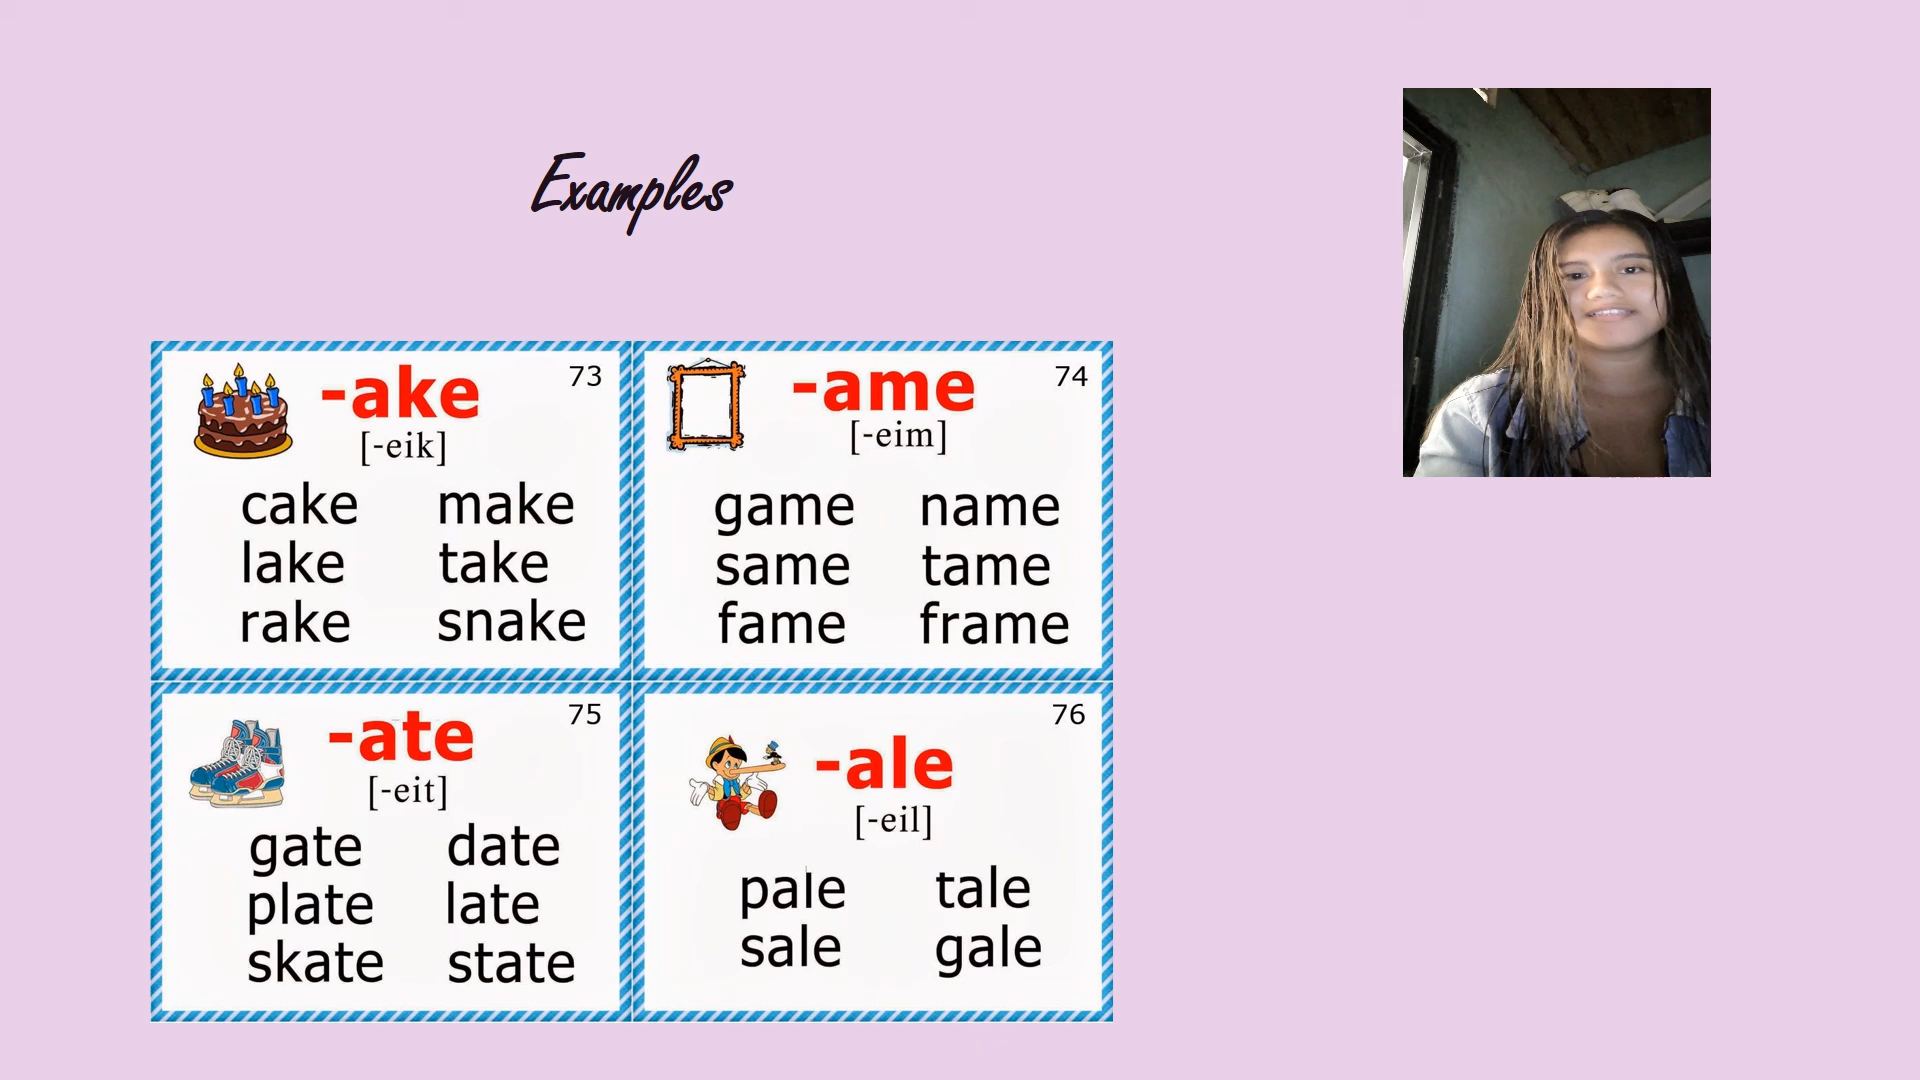 Examples
73
-ake
[-eik]
cake make
lake take
rake snake
74
-ame
[-eim]
game name
same tame
fame frame
75
-ate
[-eit]
gate date
plate late
skate state
76
-ale
[-eil]
pale tale
sale gale